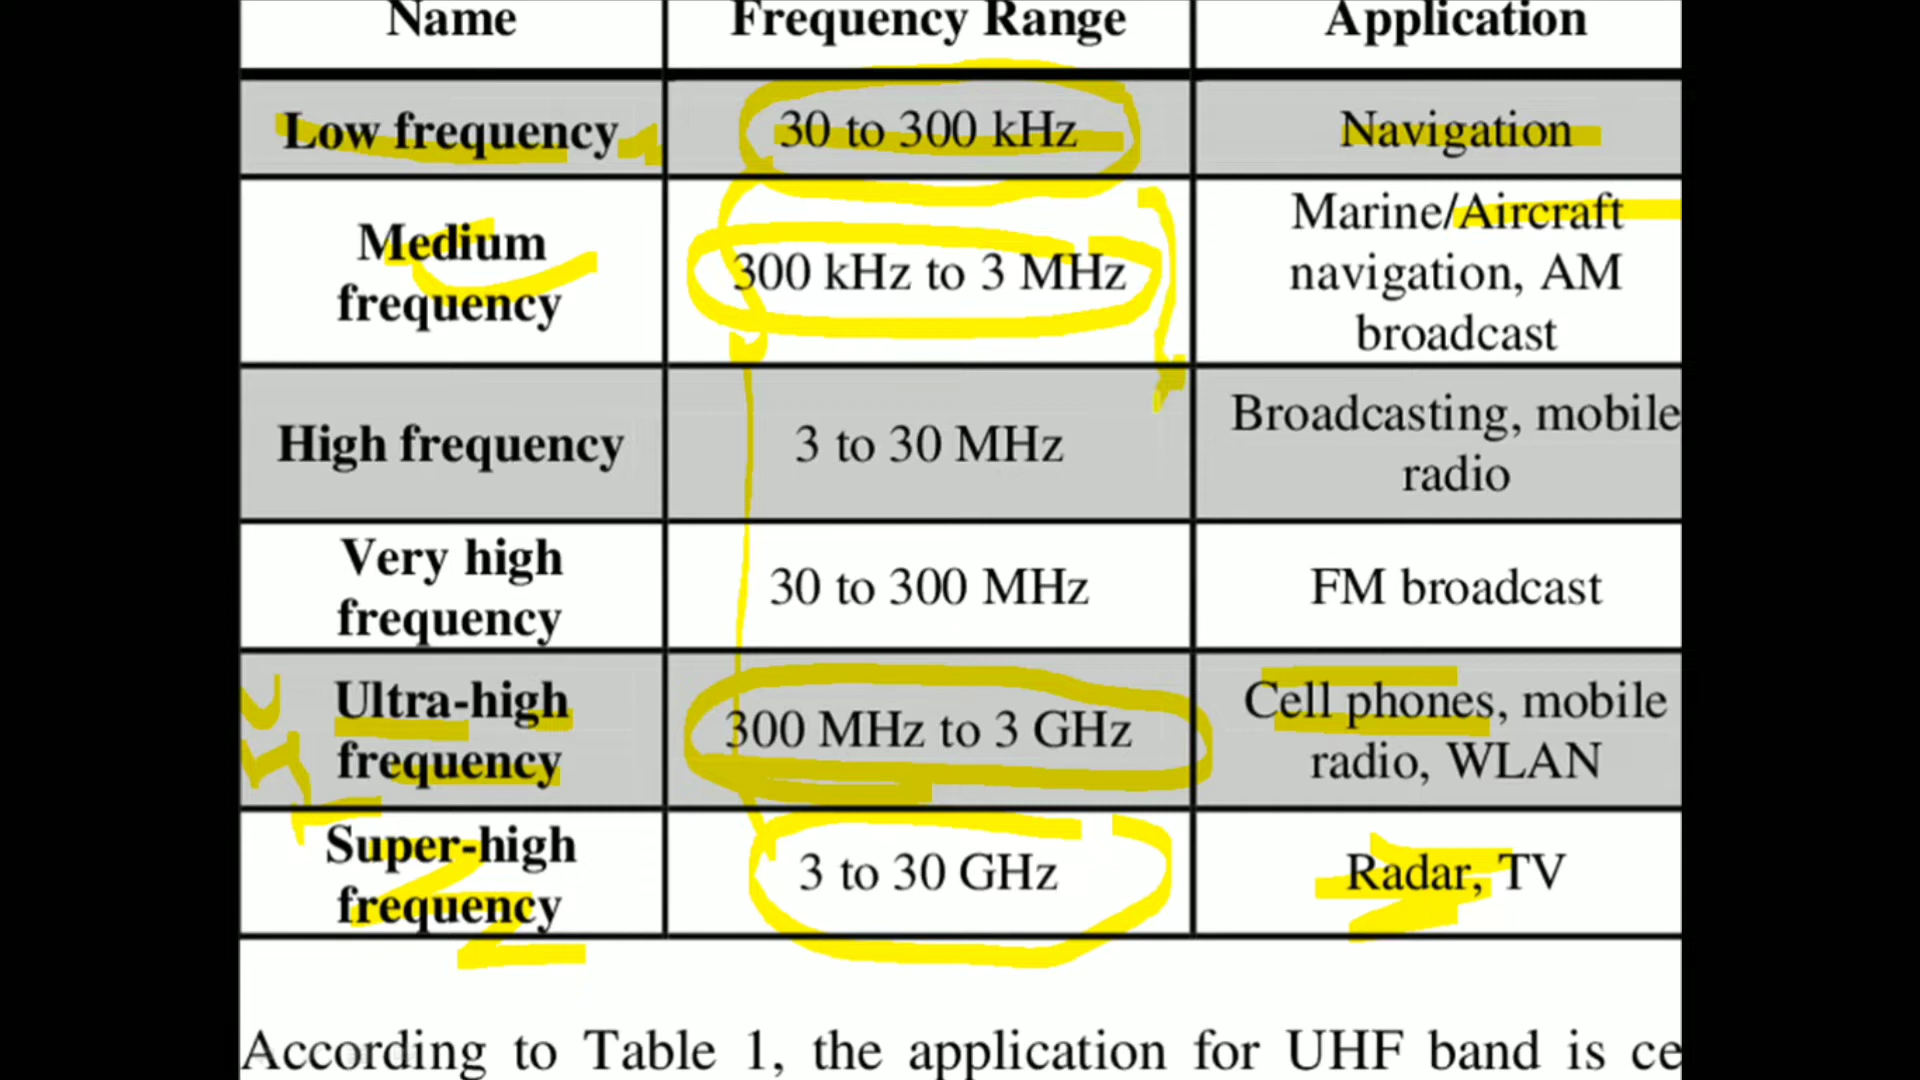 Name Frequency Range Application
Low frequency 30 to 300 kHz Navigation
Medium frequency 300 kHz to 3 MHz Marine/Aircraft navigation, AM broadcast
High frequency 3 to 30 MHz Broadcasting, mobile radio
Very high frequency 30 to 300 MHz FM broadcast
Ultra-high frequency 300 MHz to 3 GHz Cell phones, mobile radio, WLAN
Super-high frequency 3 to 30 GHz Radar, TV
According to Table 1, the application for UHF band is ce